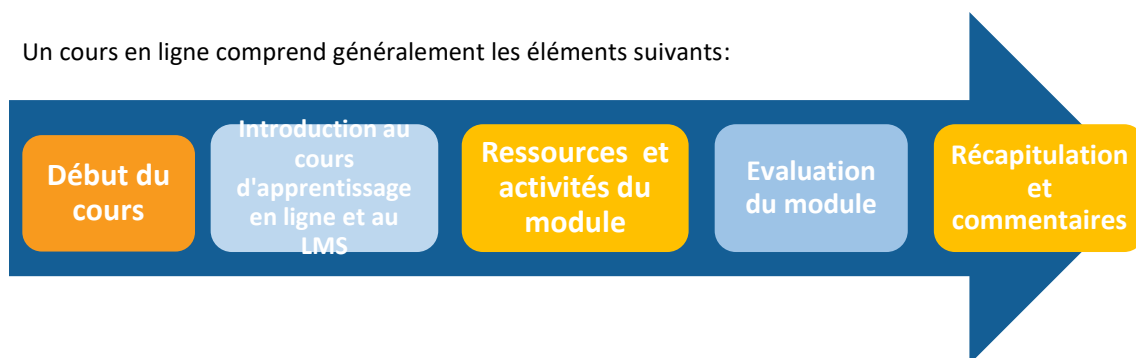 Un cours en ligne comprend généralement les éléments suivants:
Début du
cours
Introduction au
cours
d'apprentissage
en ligne et au
LMS
Ressources et
activités du
module
Evaluation
du module
Récapitulation
et
commentaires